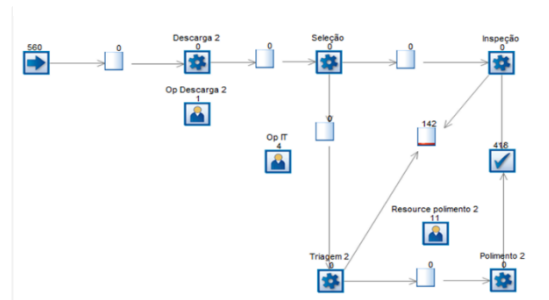 Descarga 2
Seleção
Inspeção
560
0
0
0
0
0
0
Op Descarga 2
1
142
0
Op IT
4
416
Resource polimento 2
11
Triagem 2
0
0
Polimento 2
0